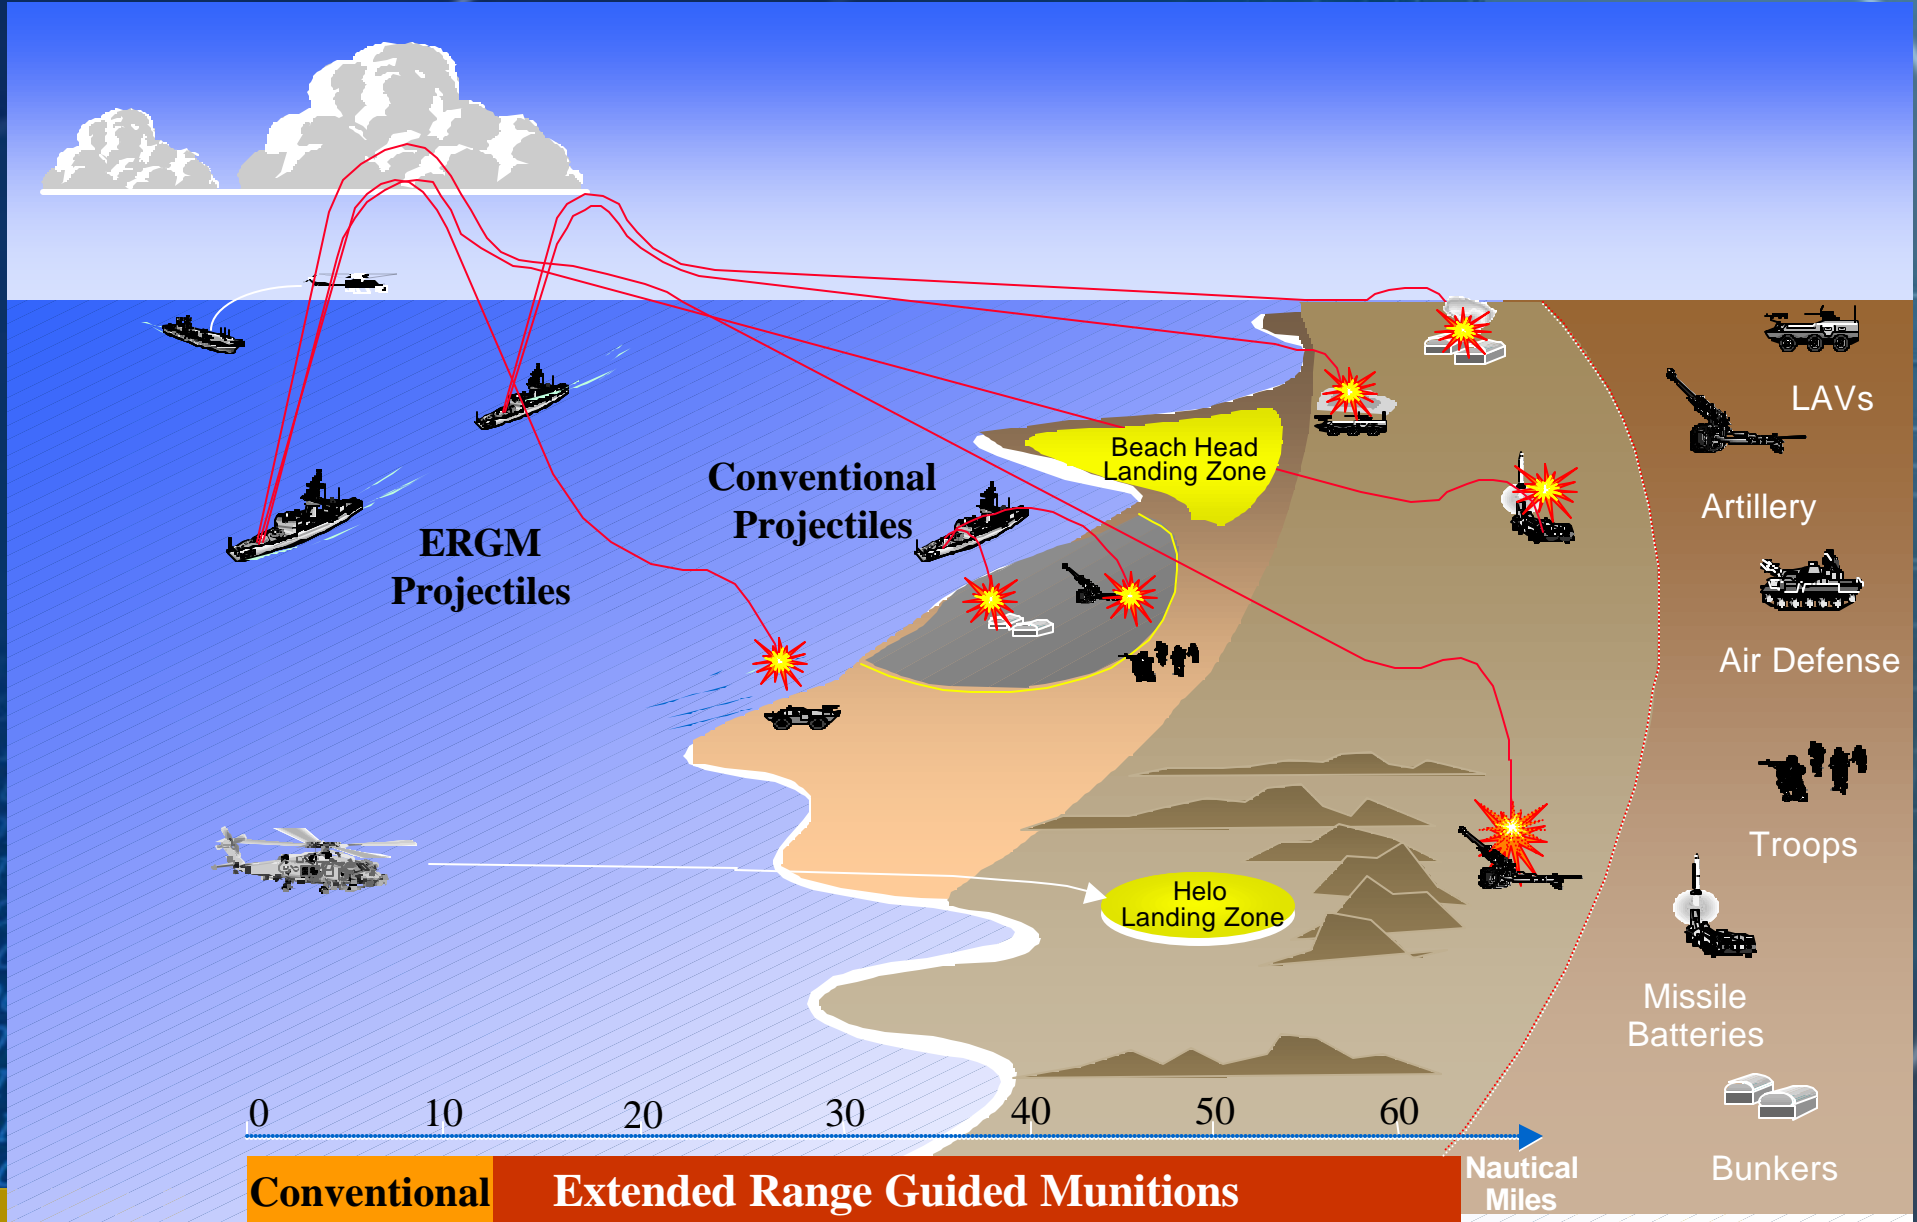 LAVs
Artillery
Beach Head
Landing Zone
Conventional
Projectiles
ERGM
Projectiles
Air Defense
Troops
Helo
Landing Zone
Missile
Batteries
0 10 20 30 40 50 60
Nautical
Miles
Bunkers
Conventional
Extended Range Guided Munitions